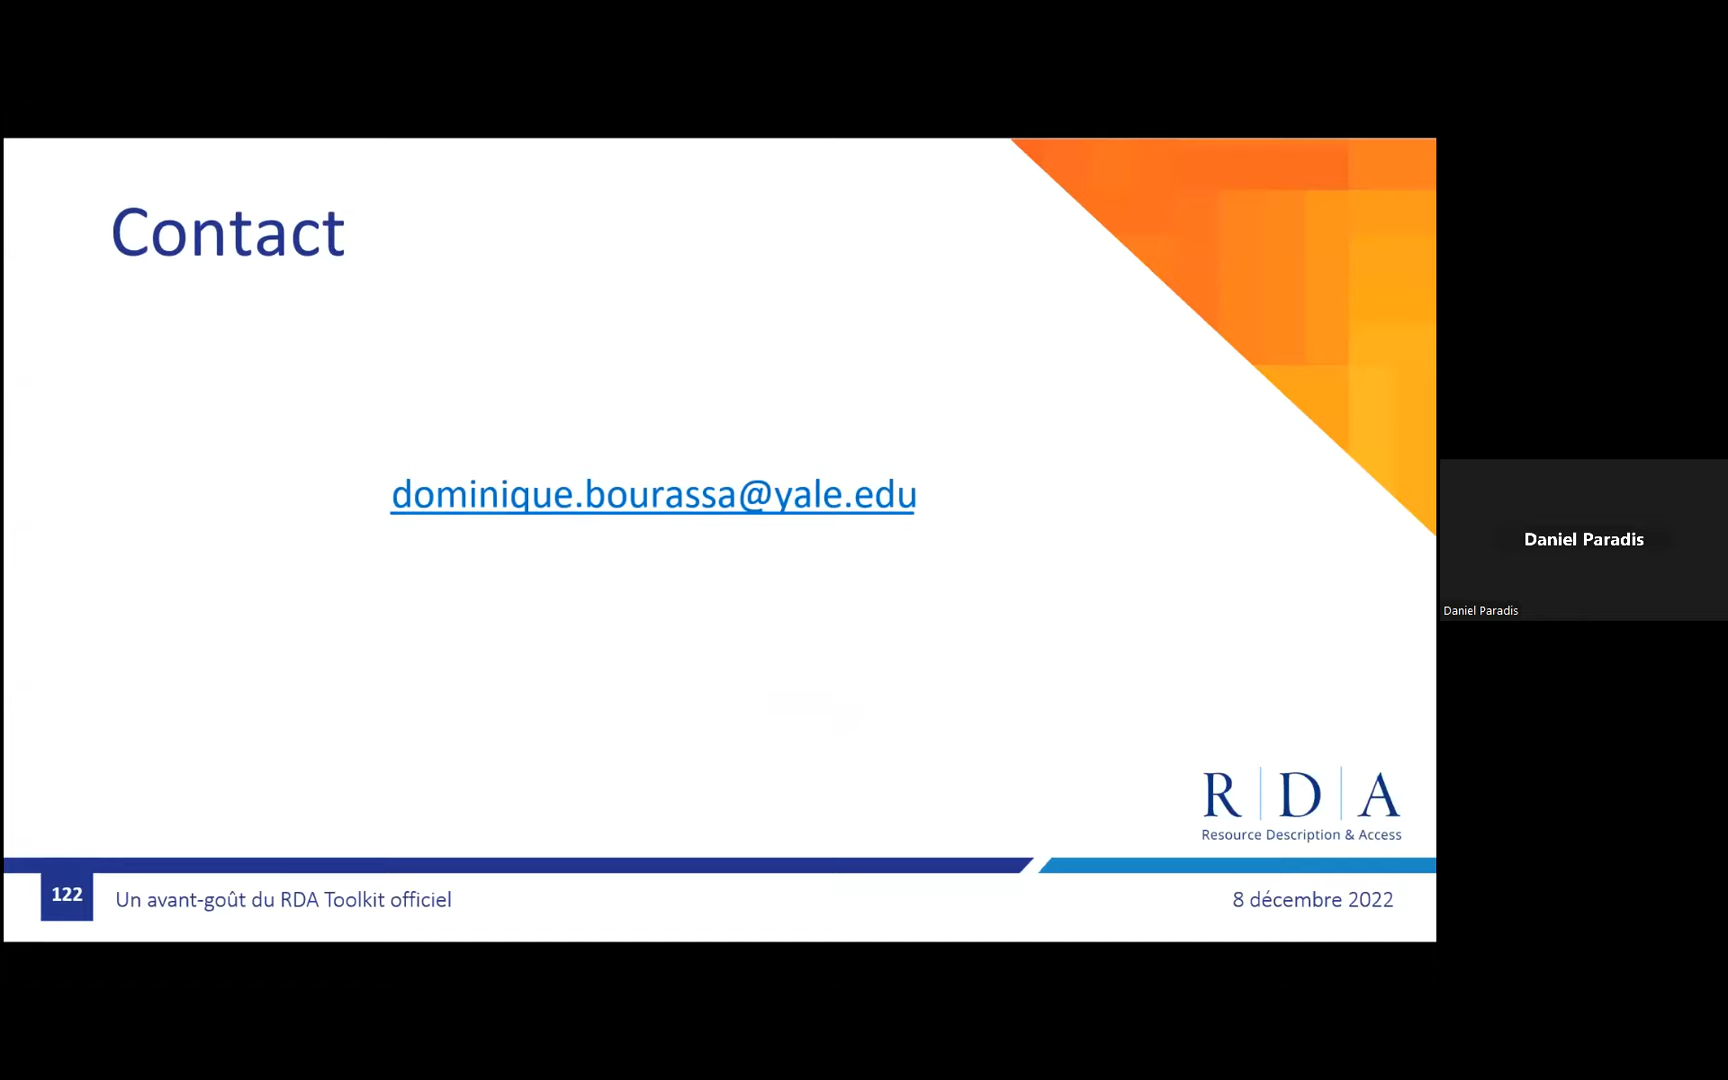 Contact
dominique.bourassa@yale.edu
Daniel Paradis
Daniel Paradis
R D A
Resource Description & Access
122
Un avant-goût du RDA Toolkit officiel
8 décembre 2022